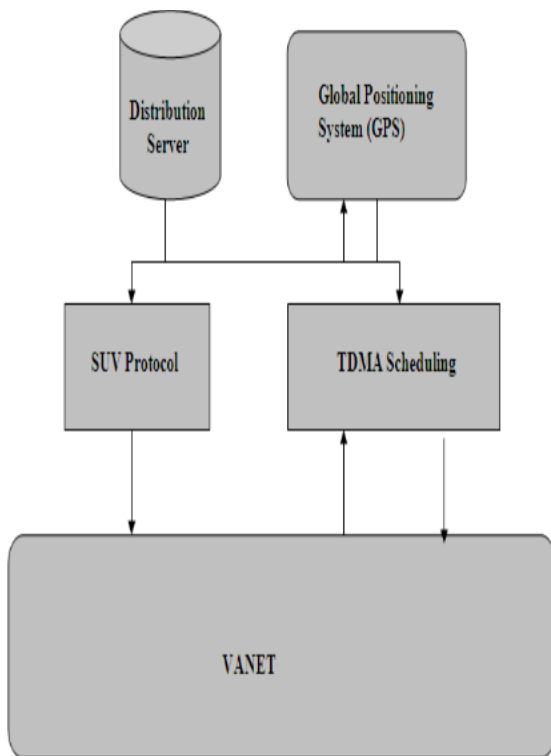 Distribution
Server
Global Positioning
System (GPS)
SUV Protocol
TDMA Scheduling
VANET